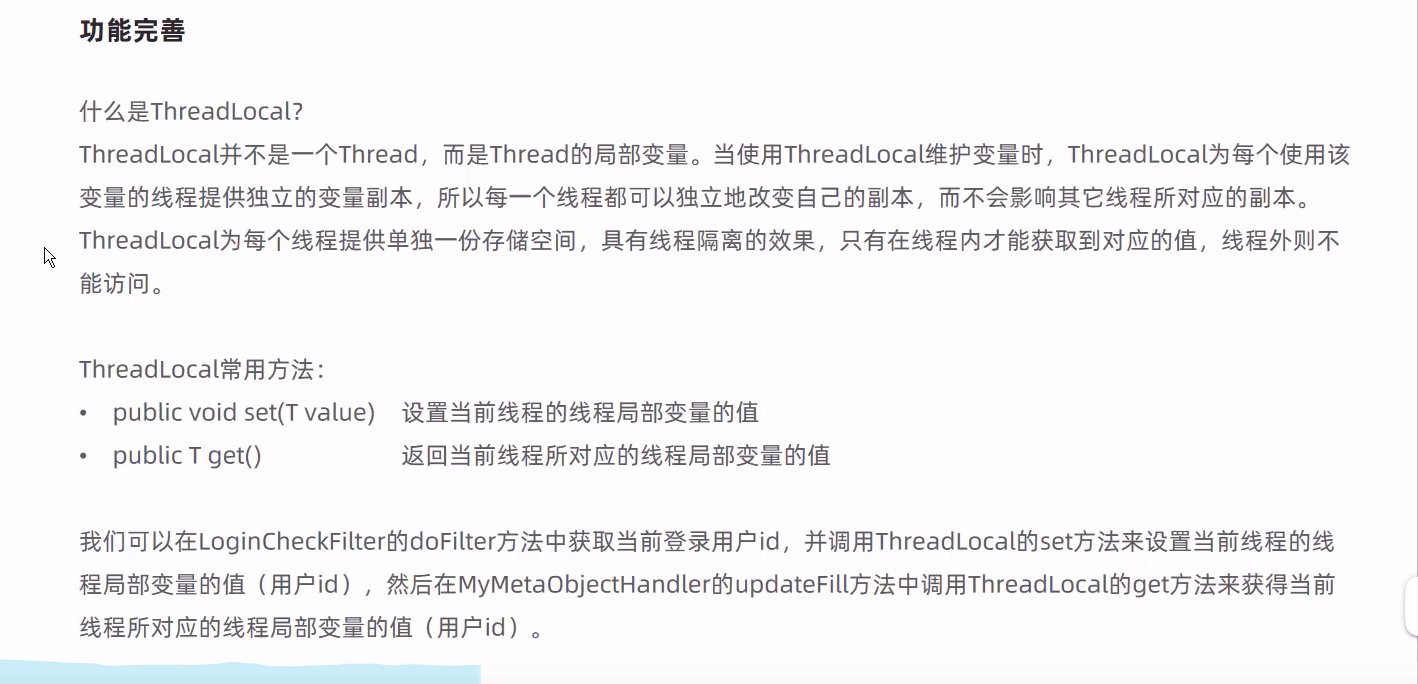 功能完善
什么是ThreadLocal?
ThreadLocal并不是一个Thread，而是Thread的局部变量。当使用ThreadLocal维护变量时，ThreadLocal为每个使用该
变量的线程提供独立的变量副本，所以每一个线程都可以独立地改变自己的副本，而不会影响其它线程所对应的副本。
ThreadLocal为每个线程提供单独一份存储空间，具有线程隔离的效果，只有在线程内才能获取到对应的值，线程外则不
能访问。
ThreadLocal常用方法：
• public void set(T value) 设置当前线程的线程局部变量的值
• public T get() 返回当前线程所对应的线程局部变量的值
我们可以在LoginCheckFilter的doFilter方法中获取当前登录用户id，并调用ThreadLocal的set方法来设置当前线程的线
程局部变量的值（用户id），然后在MyMetaObjectHandler的updateFill方法中调用ThreadLocal的get方法来获得当前
线程所对应的线程局部变量的值（用户id）。